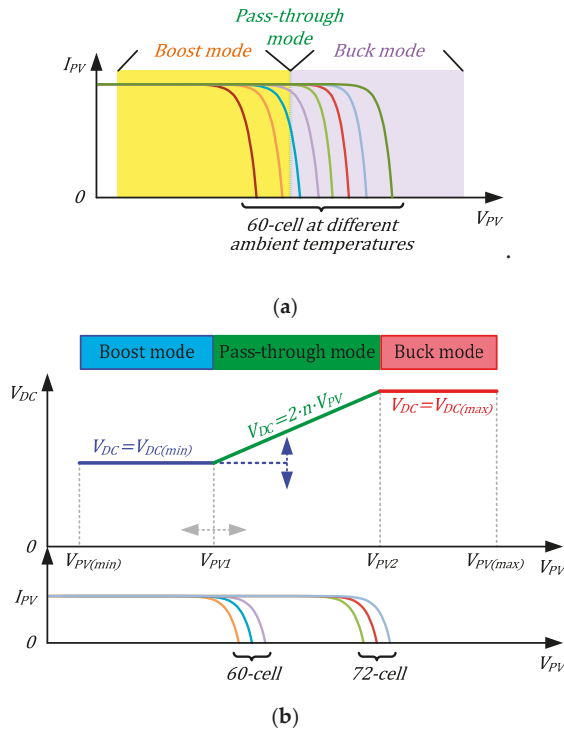 Pass-through
mode
Boost mode
Buck mode
I_PV
0
V_PV
60-cell at different
ambient temperatures
.
(a)
Boost mode
Pass-through mode
Buck mode
V_DC
V_DC=V_DC(min)
V_DC=2·n·V_PV
V_DC=V_DC(max)
0
V_PV(min)
V_PV1
V_PV2
V_PV(max)
V_PV
I_PV
0
V_PV
60-cell
72-cell
(b)